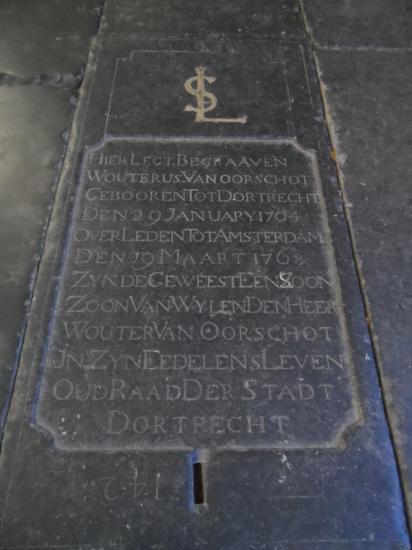 SL
HIER LEGT BEGRAAVEN
WOUTERUS VAN OORSCHOT
GEBOOREN TOT DORTRECHT
DEN 29 JANUARY 1704
OVERLEDEN TOT AMSTERDAM
DEN 19 MAART 1768
ZYNDE GEWEEST EEN ZOON
ZOON VAN WYLEN DEN HEER
WOUTER VAN OORSCHOT
JN ZYN EEDELENS LEVEN
OUD RAAD DER STADT
DORTRECHT